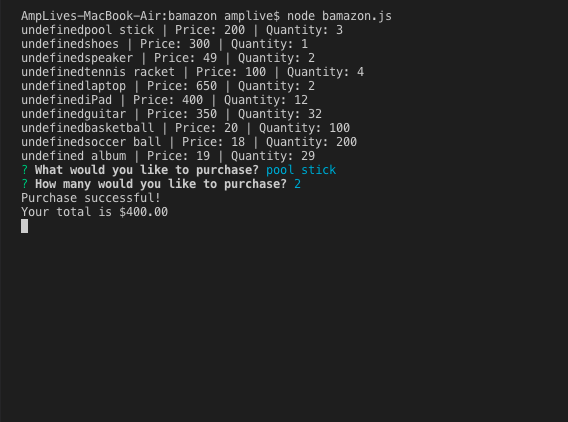 AmpLives-MacBook-Air:bamazon amplive$ node bamazon.js
undefinedpool stick | Price: 200 | Quantity: 3
undefinedshoes | Price: 300 | Quantity: 1
undefinedspeaker | Price: 49 | Quantity: 2
undefinedtennis racket | Price: 100 | Quantity: 4
undefinedlaptop | Price: 650 | Quantity: 2
undefinediPad | Price: 400 | Quantity: 12
undefinedguitar | Price: 350 | Quantity: 32
undefinedbasketball | Price: 20 | Quantity: 100
undefinedsoccer ball | Price: 18 | Quantity: 200
undefined album | Price: 19 | Quantity: 29
? What would you like to purchase? pool stick
? How many would you like to purchase? 2
Purchase successful!
Your total is $400.00